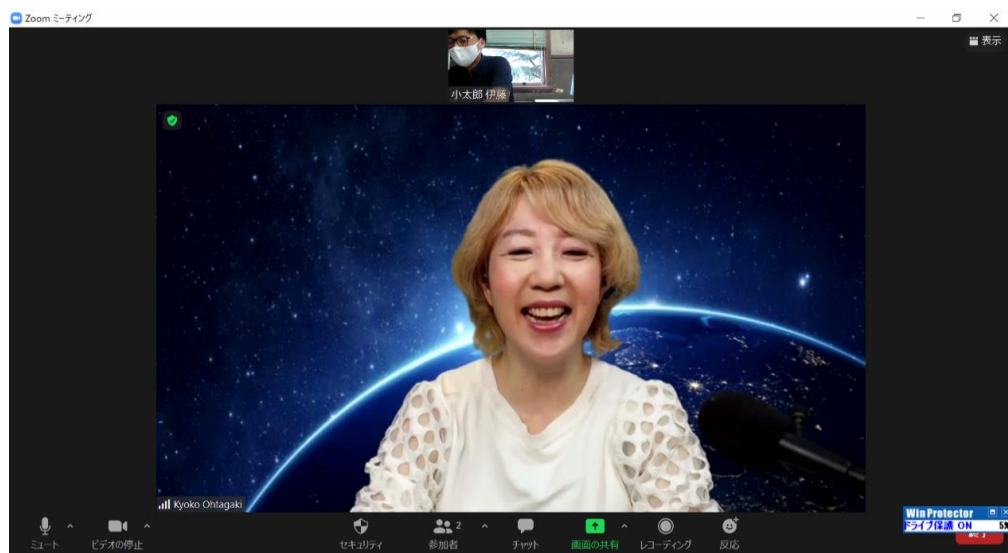 Zoom ミーティング
表示
小太郎 伊藤
Kyoko Ohtagaki
ミュート
ビデオの停止
セキュリティ
参加者
2
チャット
画面の共有
レコーディング
反応
WinProtector
ドライブ保護 ON
終了